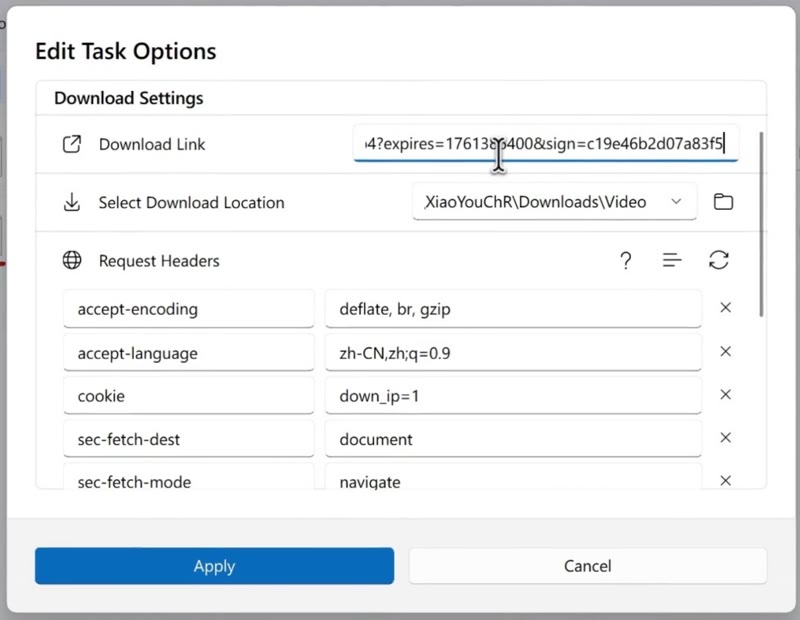 Edit Task Options
Download Settings
Download Link
Select Download Location XiaoYouChR\Downloads\Video
Request Headers ?
accept-encoding deflate, br, gzip
accept-language zh-CN,zh;q=0.9
cookie down_ip=1
sec-fetch-dest document
sec-fetch-mode navigate
Apply Cancel